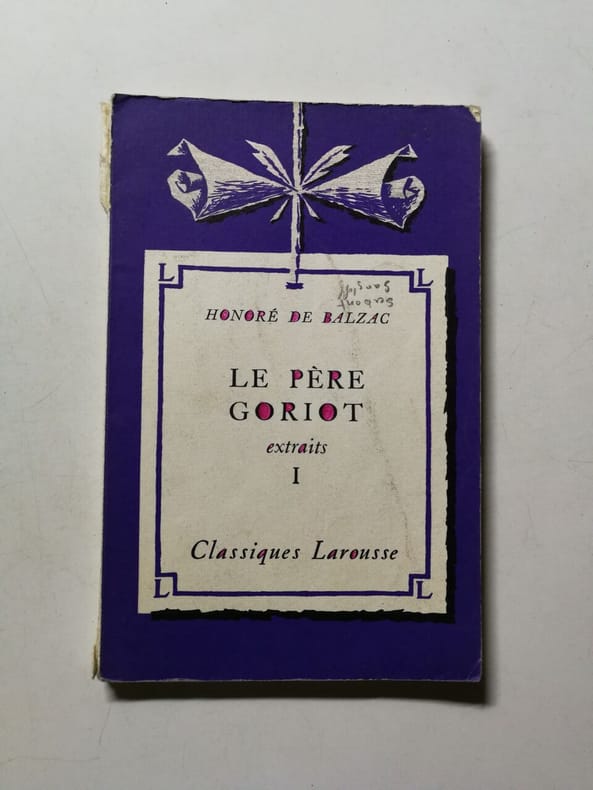 L L
HONORÉ DE BALZAC
LE PÈRE
GORIOT
extraits
I
Classiques Larousse
L L